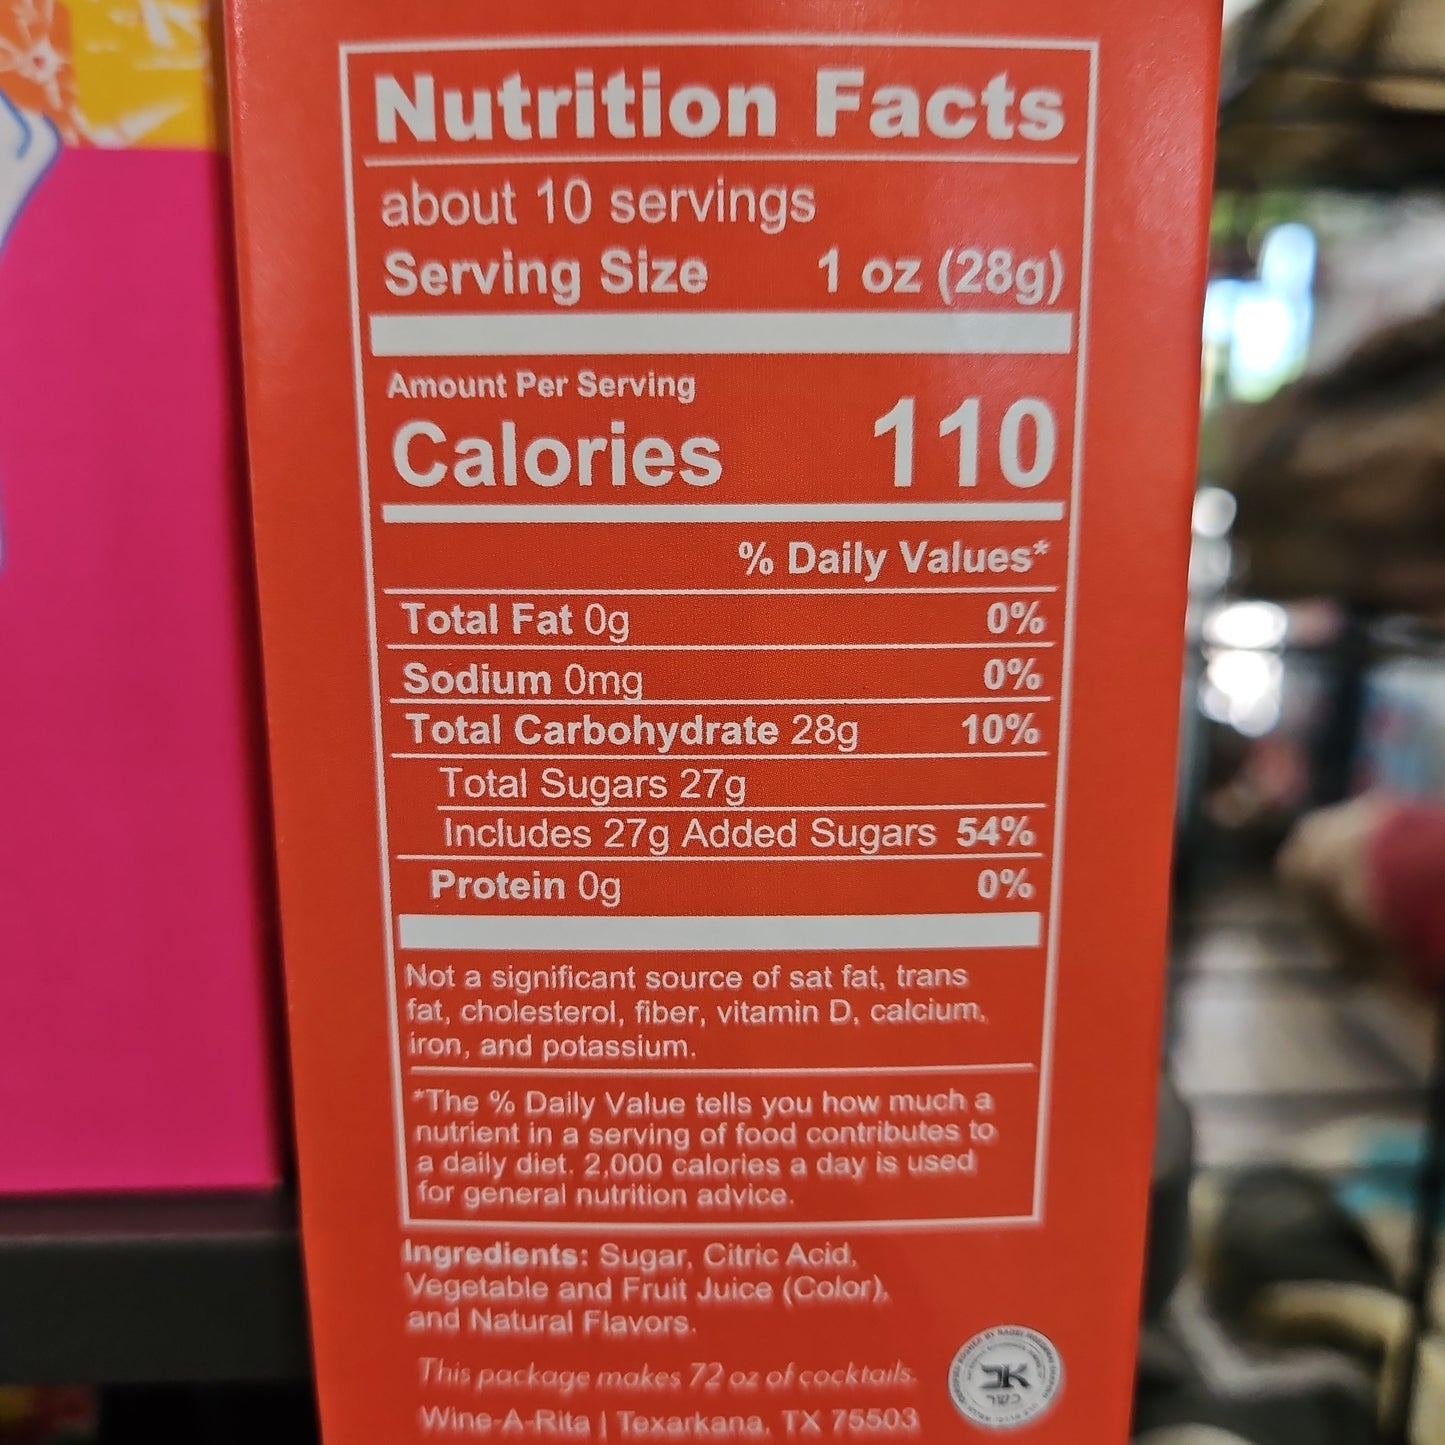 Nutrition Facts
about 10 servings
Serving Size 1 oz (28g)
Amount Per Serving
Calories 110
% Daily Values*
Total Fat 0g 0%
Sodium 0mg 0%
Total Carbohydrate 28g 10%
Total Sugars 27g
Includes 27g Added Sugars 54%
Protein 0g 0%
Not a significant source of sat fat, trans
fat, cholesterol, fiber, vitamin D, calcium,
iron, and potassium.
*The % Daily Value tells you how much a
nutrient in a serving of food contributes to
a daily diet. 2,000 calories a day is used
for general nutrition advice.
Ingredients: Sugar, Citric Acid,
Vegetable and Fruit Juice (Color),
and Natural Flavors.
This package makes 72 oz of cocktails.
Wine-A-Rita | Texarkana, TX 75503
כשר